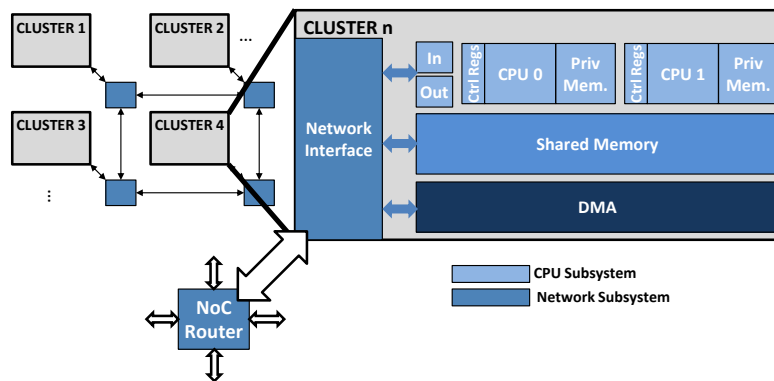 CLUSTER 1
CLUSTER 2
...
CLUSTER 3
CLUSTER 4
...
CLUSTER n
Network
Interface
In
Out
Ctrl Regs
CPU 0
Priv
Mem.
Ctrl Regs
CPU 1
Priv
Mem.
Shared Memory
DMA
NoC
Router
CPU Subsystem
Network Subsystem